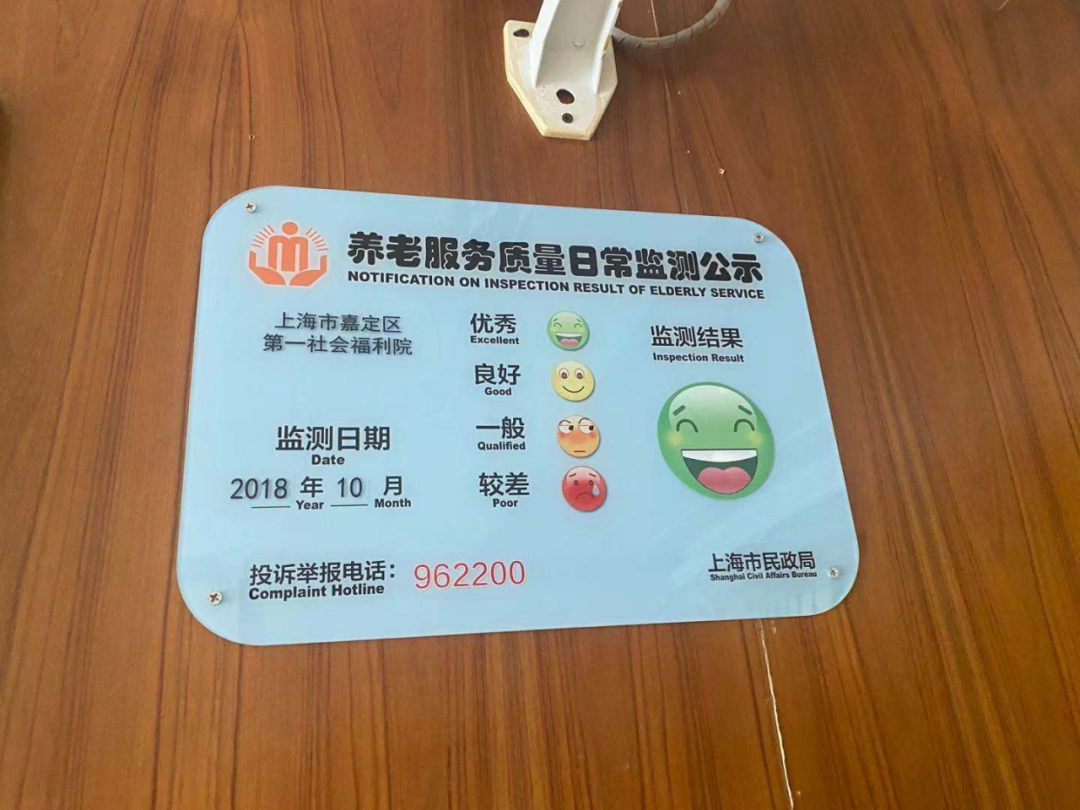 养老服务质量日常监测公示
NOTIFICATION ON INSPECTION RESULT OF ELDERLY SERVICE
上海市嘉定区
第一社会福利院
监测日期
Date
2018 年 10 月
Year Month
优秀
Excellent
良好
Good
一般
Qualified
较差
Poor
监测结果
Inspection Result
投诉举报电话: 962200
Complaint Hotline
上海市民政局
Shanghai Civil Affairs Bureau